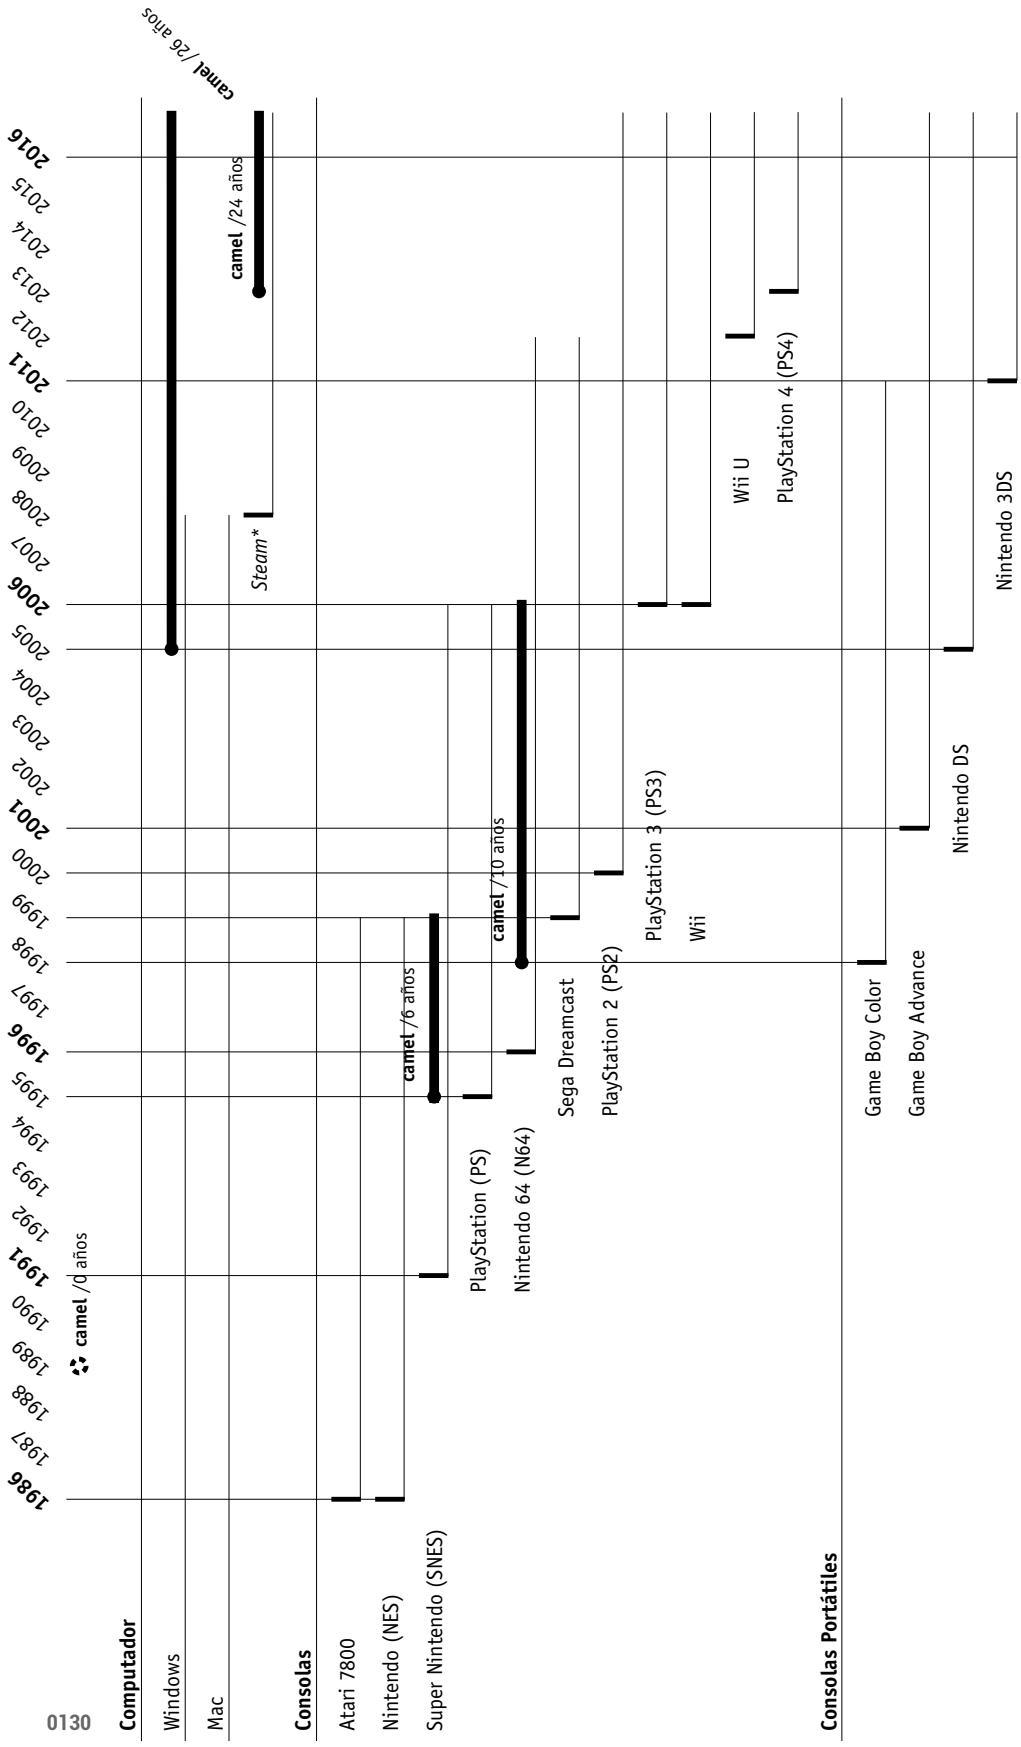 0130
1986
1987
1988
1989
1990
1991
1992
1993
1994
1995
1996
1997
1998
1999
2000
2001
2002
2003
2004
2005
2006
2007
2008
2009
2010
2011
2012
2013
2014
2015
2016
camel /0 años
camel /26 años
Computador
Windows
Mac
Steam*
camel /24 años
Consolas
Atari 7800
Nintendo (NES)
camel /6 años
Super Nintendo (SNES)
PlayStation (PS)
camel /10 años
Nintendo 64 (N64)
Sega Dreamcast
PlayStation 2 (PS2)
PlayStation 3 (PS3)
Wii
Wii U
PlayStation 4 (PS4)
Consolas Portátiles
Game Boy Color
Game Boy Advance
Nintendo DS
Nintendo 3DS